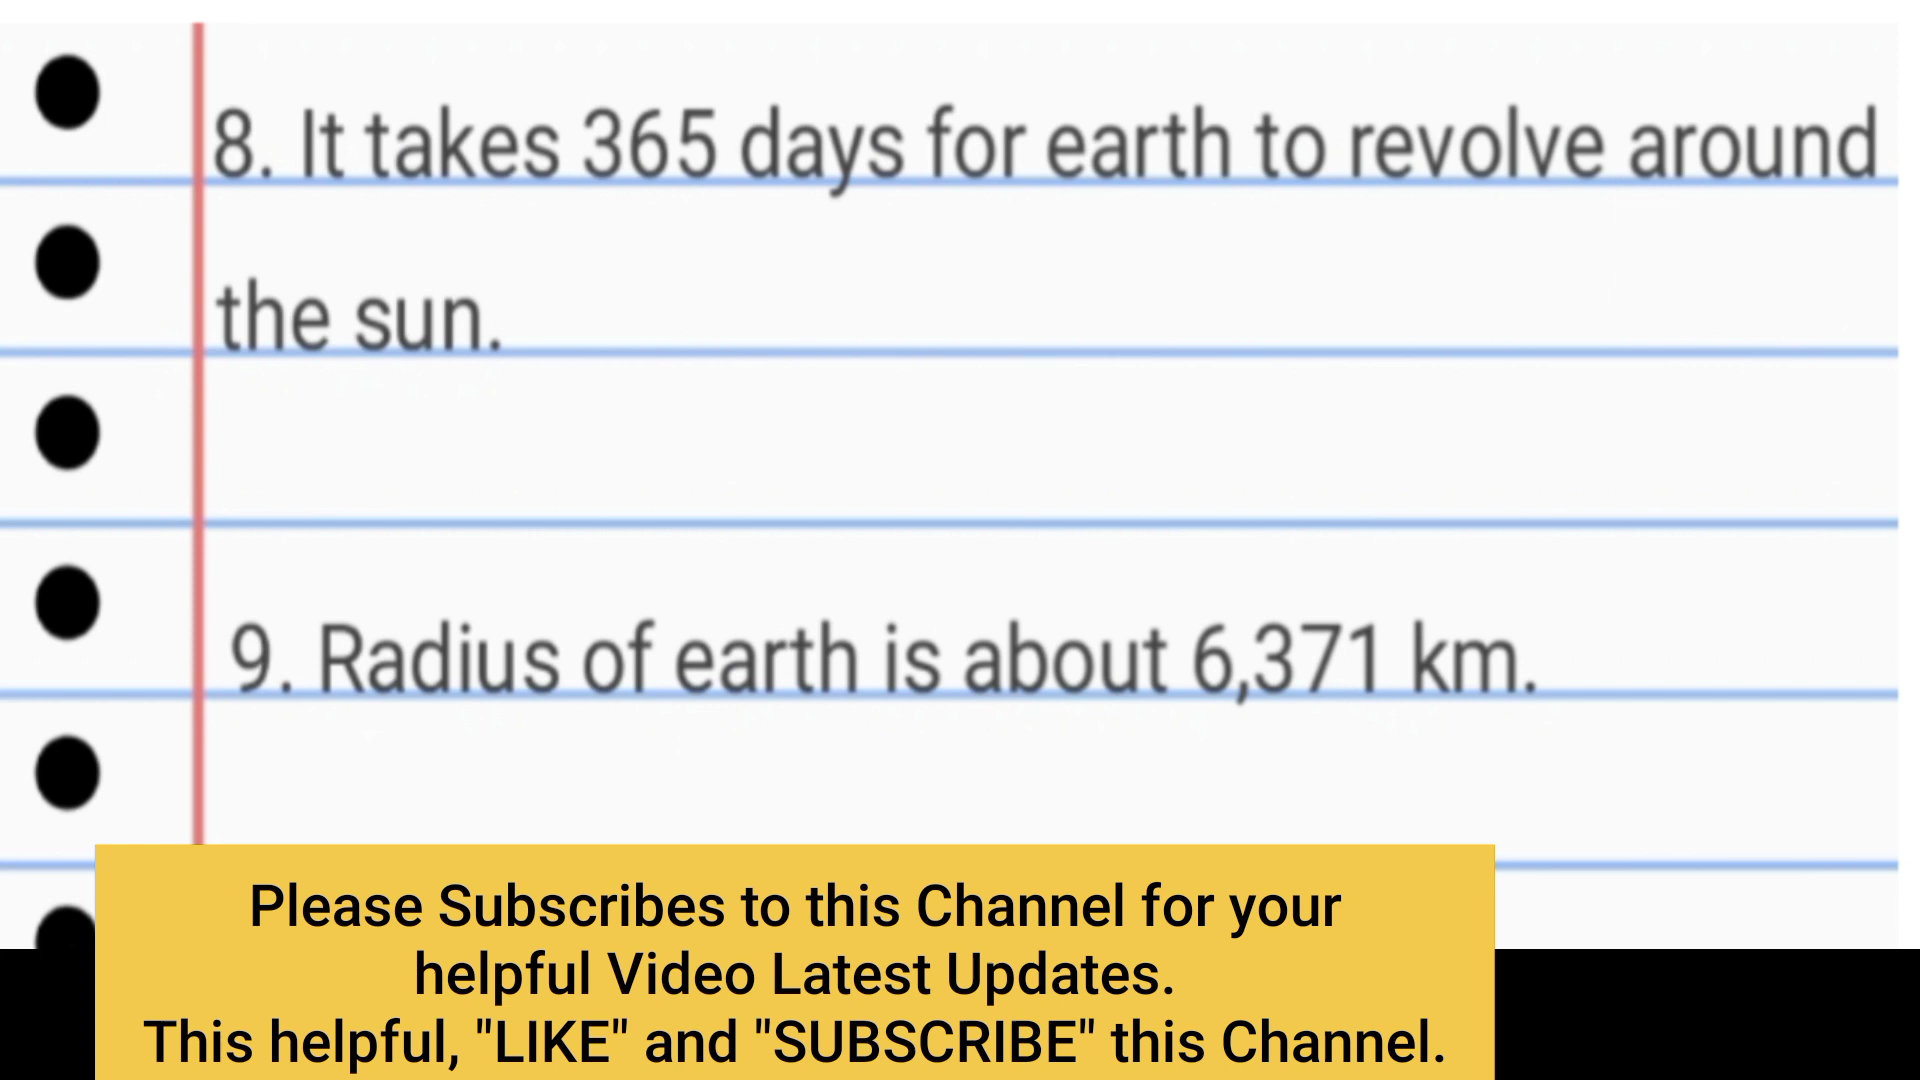 8. It takes 365 days for earth to revolve around
the sun.
9. Radius of earth is about 6,371 km.
Please Subscribes to this Channel for your
helpful Video Latest Updates.
This helpful, "LIKE" and "SUBSCRIBE" this Channel.